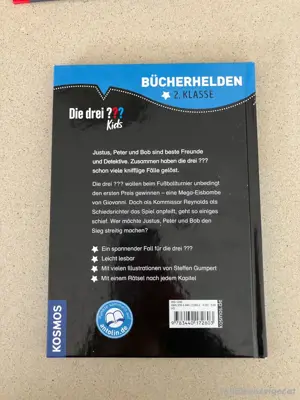 BÜCHERHELDEN
2. KLASSE
Die drei ???
Kids
Justus, Peter und Bob sind beste Freunde
und Detektive. Zusammen haben die drei ???
schon viele knifflige Fälle gelöst.
Die drei ??? wollen beim Fußballturnier unbedingt
den ersten Preis gewinnen – eine Mega-Eisbombe
von Giovanni. Doch als Kommissar Reynolds als
Schiedsrichter das Spiel anpfeift, geht so einiges
schief. Wer möchte Justus, Peter und Bob den
Sieg streitig machen?
Ein spannender Fall für die drei ???
Leicht lesbar
Mit vielen Illustrationen von Steffen Gumpert
Mit einem Rätsel nach jedem Kapitel
KOSMOS
antolin.de
9783440172803